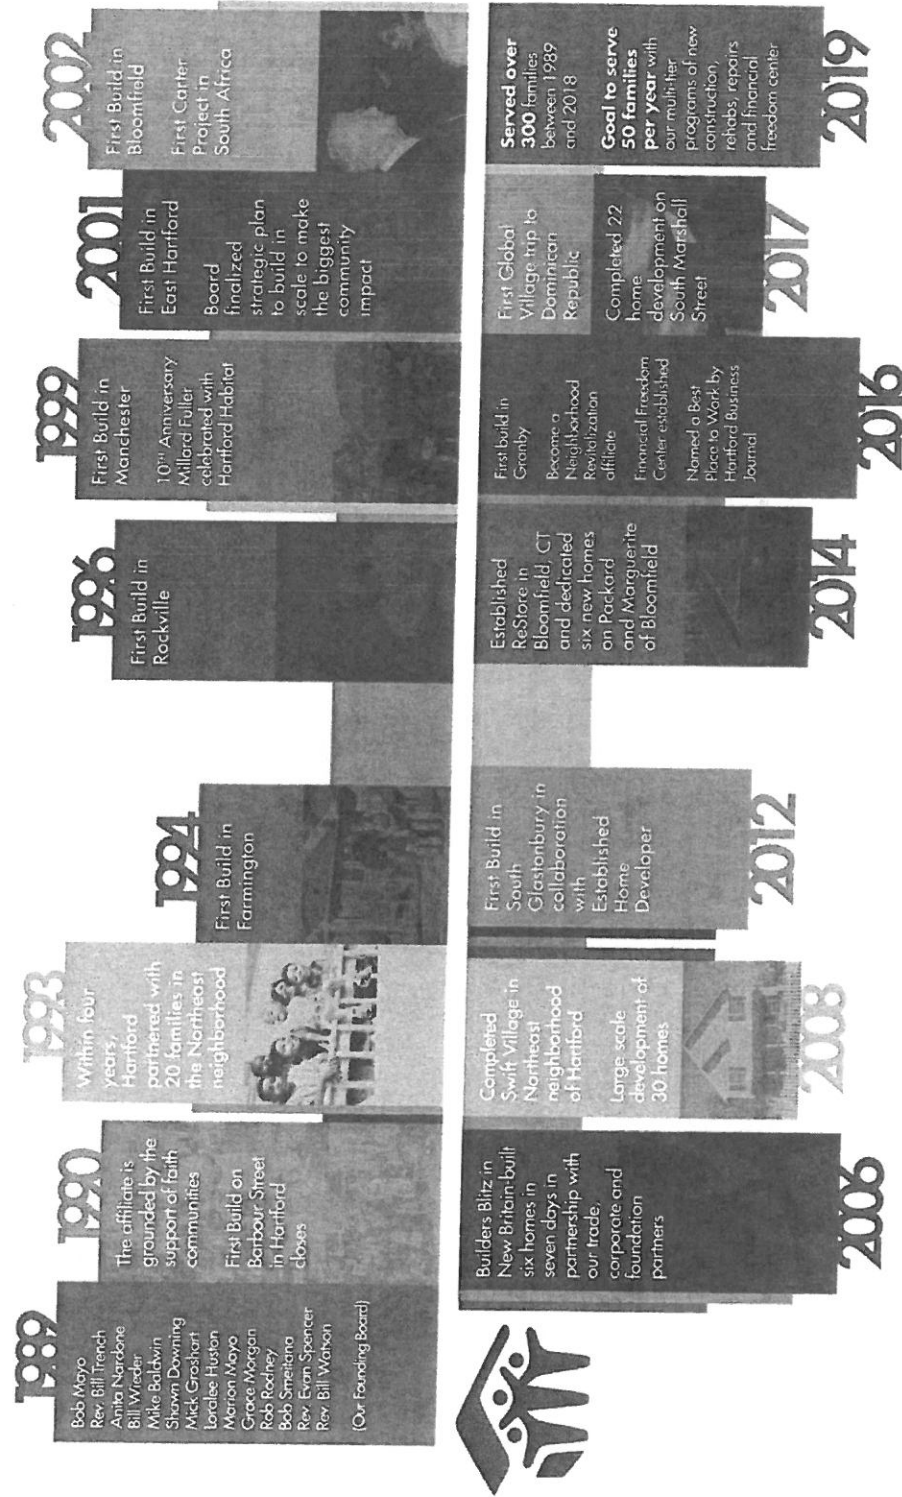 1989
Bob Mayo
Rev. Bill Trench
Anita Nardone
Bill Wieder
Mike Baldwin
Shawn Downing
Mick Groshart
Loralee Huston
Marion Mayo
Grace Morgan
Rob Rodney
Bob Smeltana
Rev. Evan Spencer
Rev. Bill Watson
(Our Founding Board)
1990
The affiliate is
grounded by the
support of faith
communities
First Build on
Barbour Street
in Hartford
closes
1993
Within four
years,
Hartford
partnered with
20 families in
the Northeast
neighborhood
1994
First Build in
Farmington
1996
First Build in
Rockville
1999
First Build in
Manchester
10TH Anniversary
Millard Fuller
celebrated with
Hartford Habitat
2001
First Build in
East Hartford
Board
finalized
strategic plan
to build in
scale to make
the biggest
community
impact
2002
First Build in
Bloomfield
First Carter
Project in
South Africa
Builders Blitz in
New Britain-built
six homes in
seven days in
partnership with
our trade,
corporate and
foundation
partners
2006
Completed
Swift Village in
Northeast
neighborhood
of Hartford
Large scale
development of
30 homes
2008
First Build in
South
Glastonbury in
collaboration
with
Established
Home
Developer
2012
Established
ReStore in
Bloomfield, CT
and dedicated
six new homes
on Packard
and Marguerite
of Bloomfield
2014
First build in
Granby
Become a
Neighborhood
Revitalization
affiliate
Financial Freedom
Center established
Named a Best
Place to Work by
Hartford Business
Journal
2016
First Global
Village trip to
Dominican
Republic
Completed 22
home
development on
South Marshall
Street
2017
Served over
300 families
between 1989
and 2018
Goal to serve
50 families
per year with
our multi-tier
programs of new
construction,
rehabs, repairs
and financial
freedom center
2019